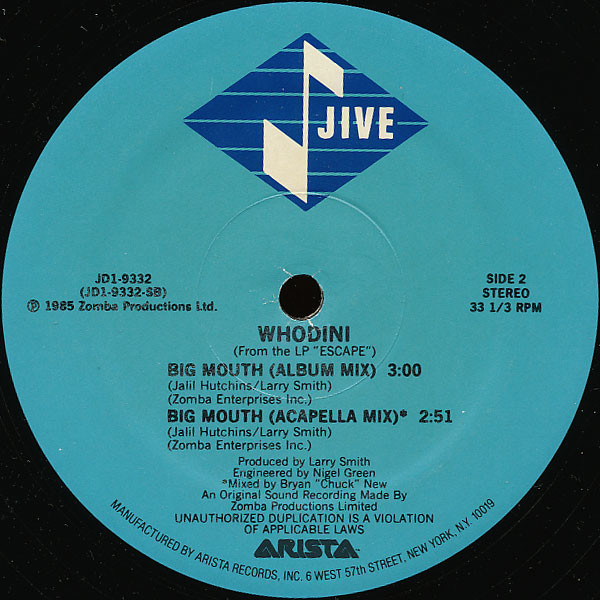 JIVE
JD1-9332
(JD1-9332-SB)
℗ 1985 Zomba Productions Ltd.
SIDE 2
STEREO
33 1/3 RPM
WHODINI
(From the LP "ESCAPE")
BIG MOUTH (ALBUM MIX) 3:00
(Jalil Hutchins/Larry Smith)
(Zomba Enterprises Inc.)
BIG MOUTH (ACAPELLA MIX)* 2:51
(Jalil Hutchins/Larry Smith)
(Zomba Enterprises Inc.)
Produced by Larry Smith
Engineered by Nigel Green
*Mixed by Bryan "Chuck" New
An Original Sound Recording Made By
Zomba Productions Limited
UNAUTHORIZED DUPLICATION IS A VIOLATION
OF APPLICABLE LAWS
ARISTA
MANUFACTURED BY ARISTA RECORDS, INC. 6 WEST 57th STREET, NEW YORK, N.Y. 10019